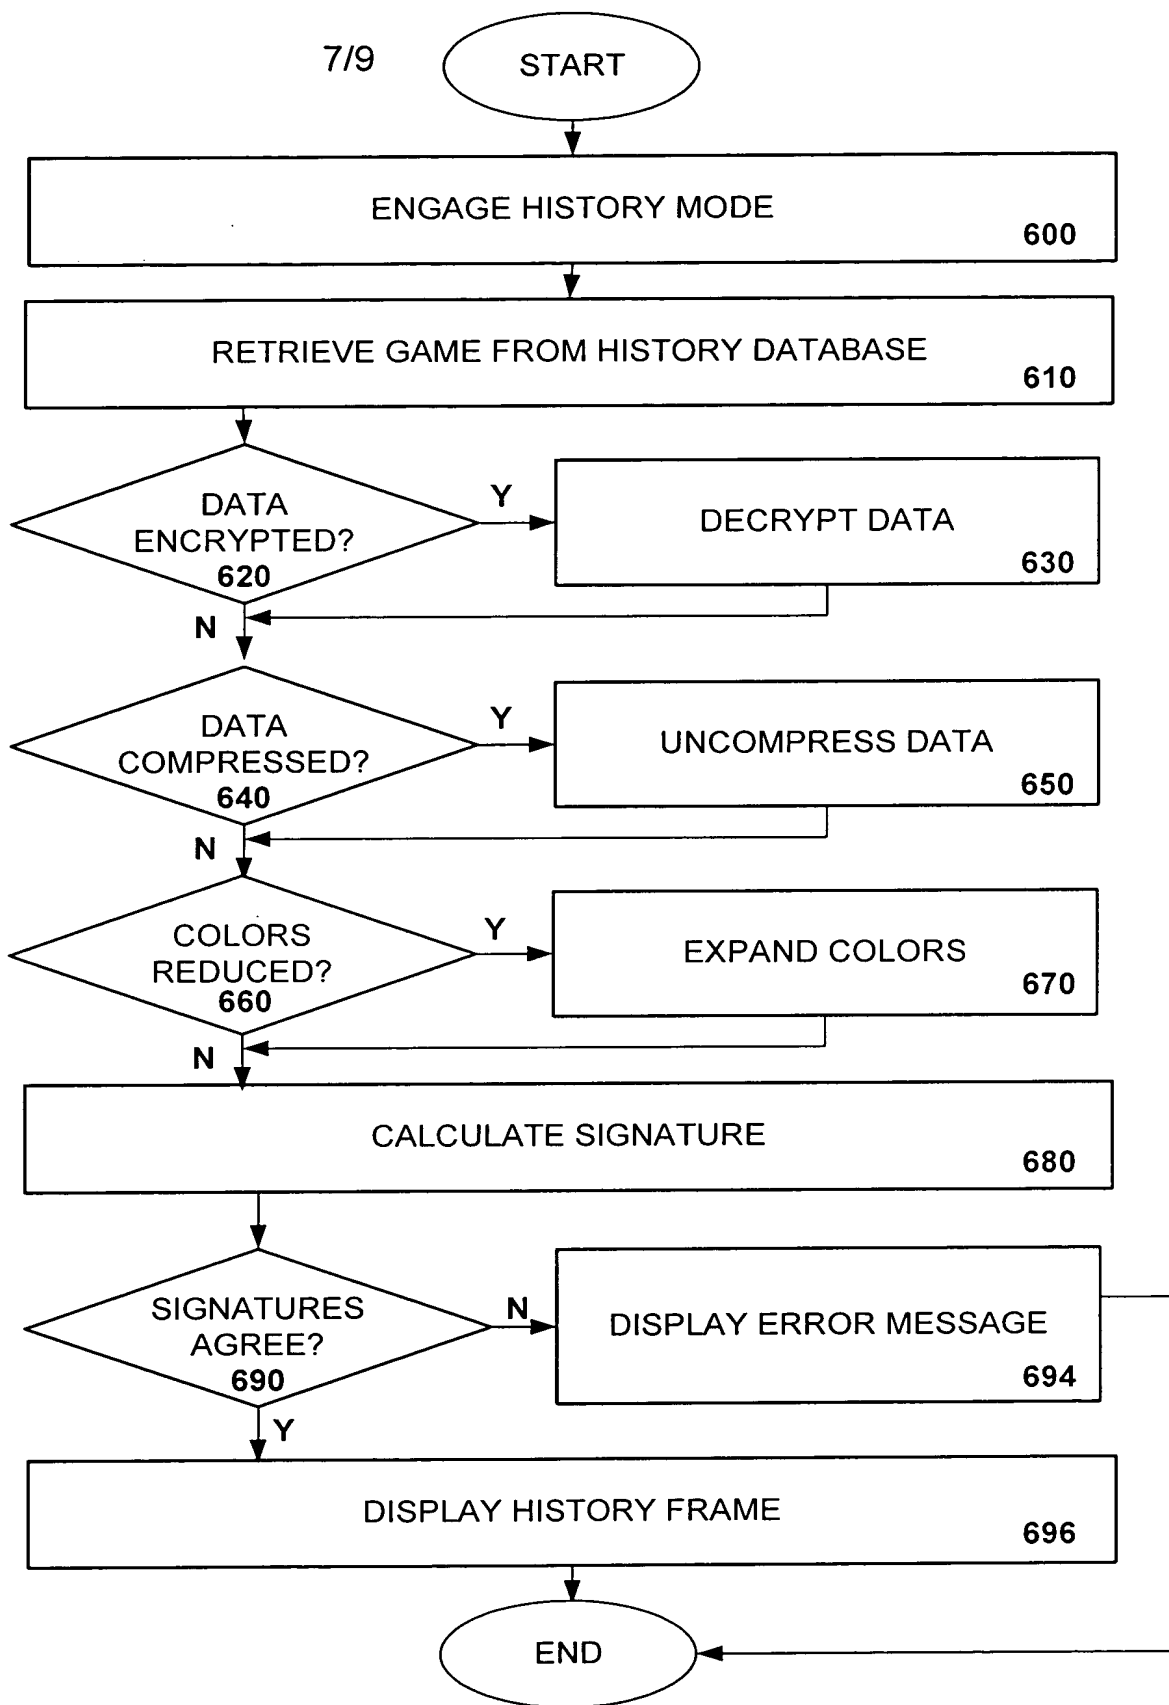 7/9
START
ENGAGE HISTORY MODE
600
RETRIEVE GAME FROM HISTORY DATABASE
610
DATA
ENCRYPTED?
620
Y
DECRYPT DATA
630
N
DATA
COMPRESSED?
640
Y
UNCOMPRESS DATA
650
N
COLORS
REDUCED?
660
Y
EXPAND COLORS
670
N
CALCULATE SIGNATURE
680
SIGNATURES
AGREE?
690
N
DISPLAY ERROR MESSAGE
694
Y
DISPLAY HISTORY FRAME
696
END